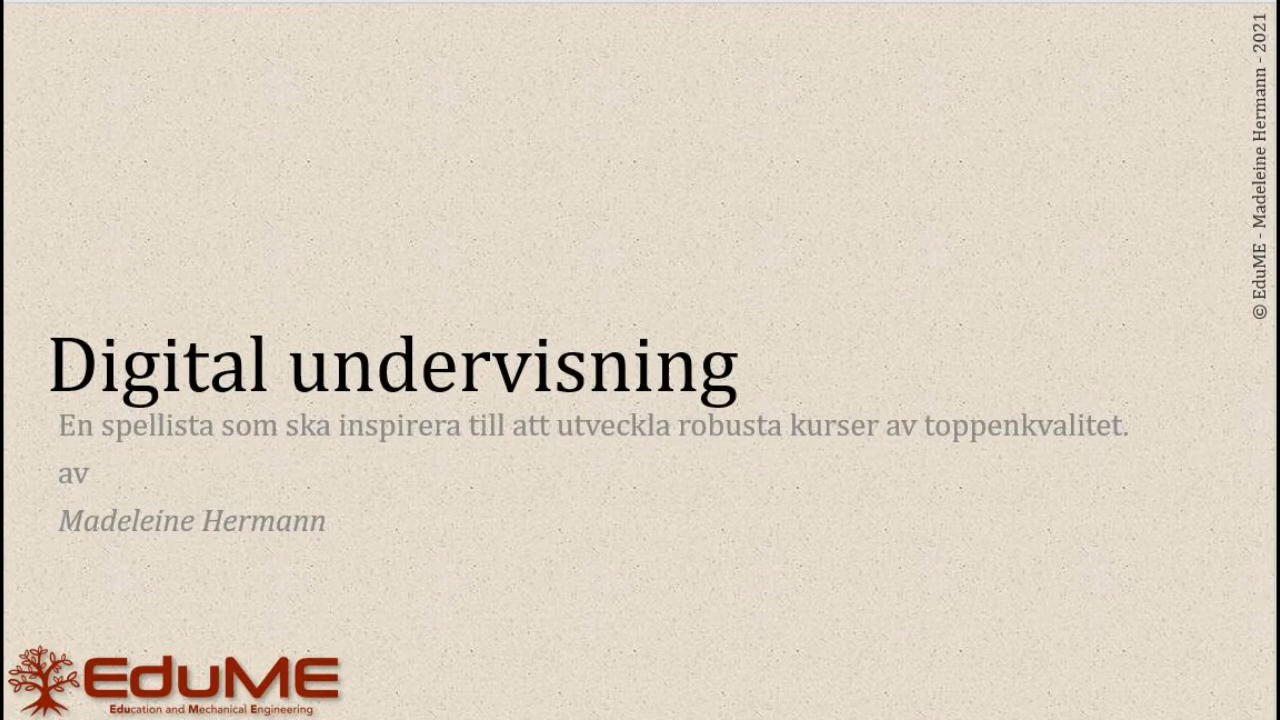 © EduME - Madeleine Hermann - 2021
Digital undervisning
En spellista som ska inspirera till att utveckla robusta kurser av toppenkvalitet.
av
Madeleine Hermann
EduME
Education and Mechanical Engineering